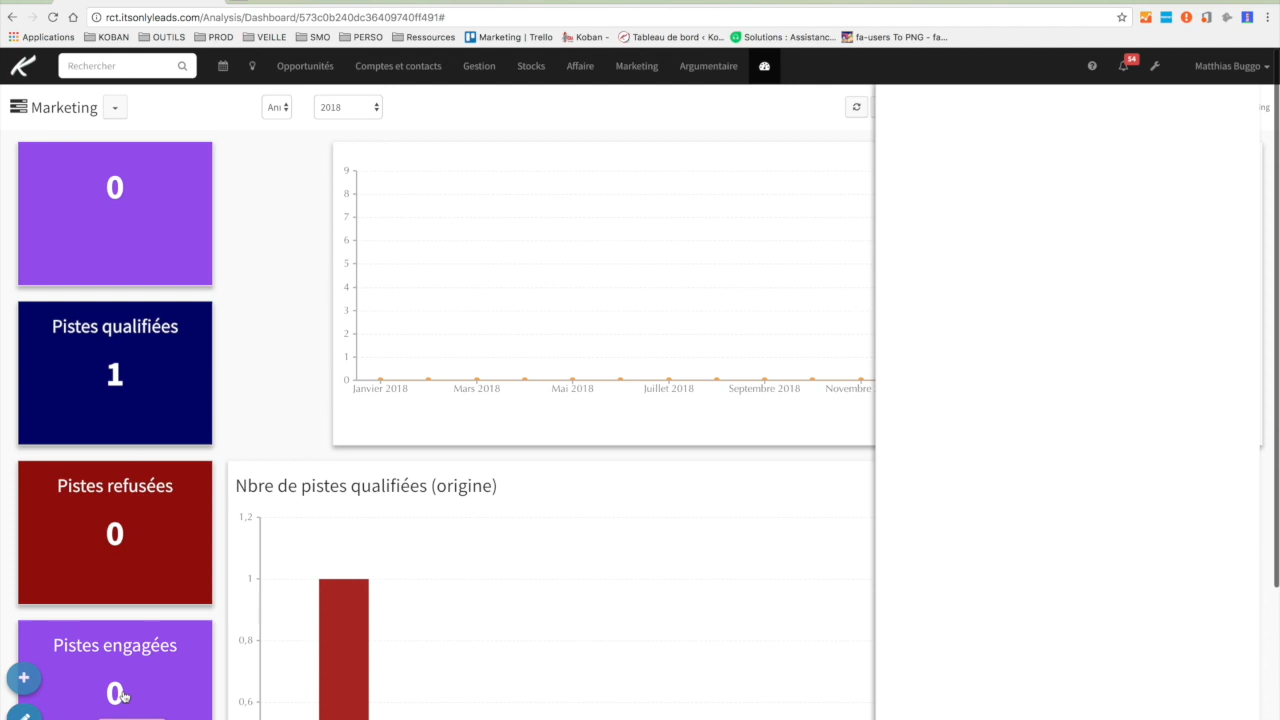 rct.itsonlyleads.com/Analysis/Dashboard/573c0b240dc36409740ff491#
Applications KOBAN OUTILS PROD VEILLE SMO PERSO Ressources Marketing | Trello Koban - Tableau de bord ‹ Ko... Solutions : Assistanc... fa-users To PNG - fa...
Rechercher Opportunités Comptes et contacts Gestion Stocks Affaire Marketing Argumentaire 54 Matthias Buggo
Marketing 2018
0
Pistes qualifiées
1
Pistes refusées
0
Pistes engagées
0
9
8
7
6
5
4
3
2
1
0
Janvier 2018 Mars 2018 Mai 2018 Juillet 2018 Septembre 2018 Novembre
Nbre de pistes qualifiées (origine)
1,2
1
0,8
0,6